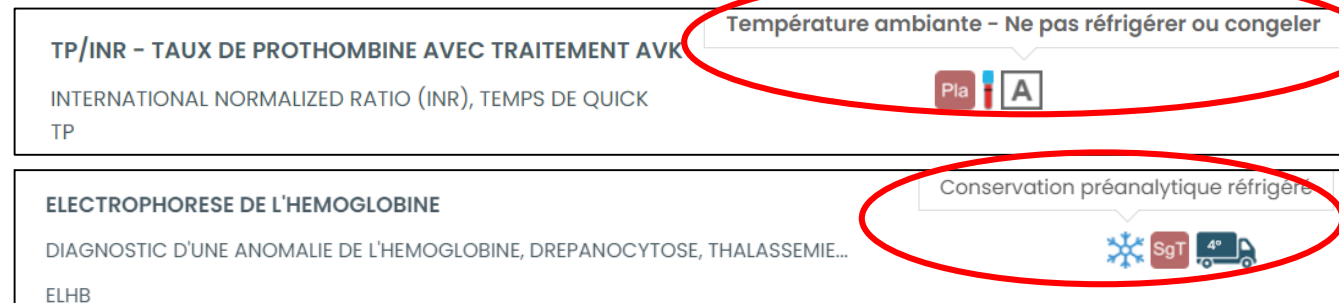 Température ambiante - Ne pas réfrigérer ou congeler
TP/INR - TAUX DE PROTHOMBINE AVEC TRAITEMENT AVK
INTERNATIONAL NORMALIZED RATIO (INR), TEMPS DE QUICK
Pla A
TP
Conservation préanalytique réfrigéré
ELECTROPHORESE DE L'HEMOGLOBINE
DIAGNOSTIC D'UNE ANOMALIE DE L'HEMOGLOBINE, DREPANOCYTOSE, THALASSEMIE...
SgT 4°
ELHB